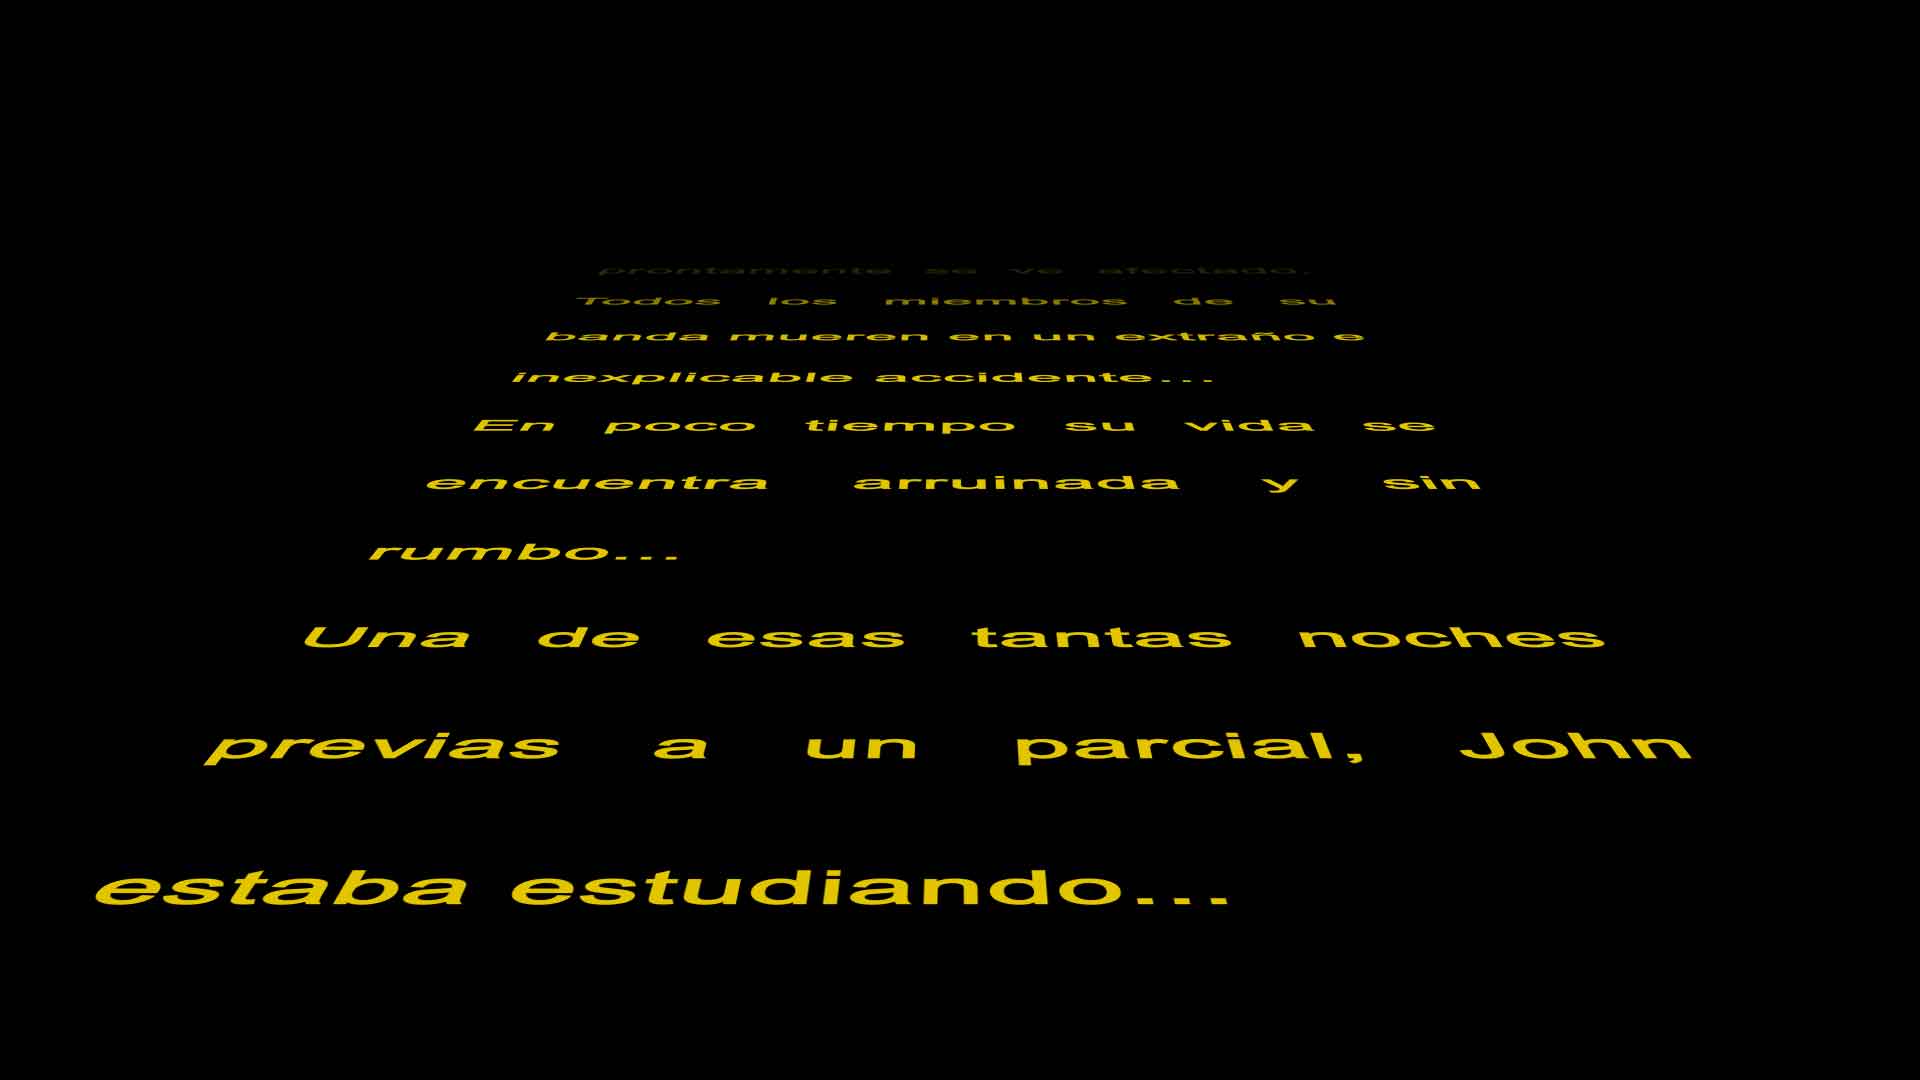 prontamente se ve afectado.
Todos los miembros de su
banda mueren en un extraño e
inexplicable accidente...
En poco tiempo su vida se
encuentra arruinada y sin
rumbo...
Una de esas tantas noches
previas a un parcial, John
estaba estudiando...